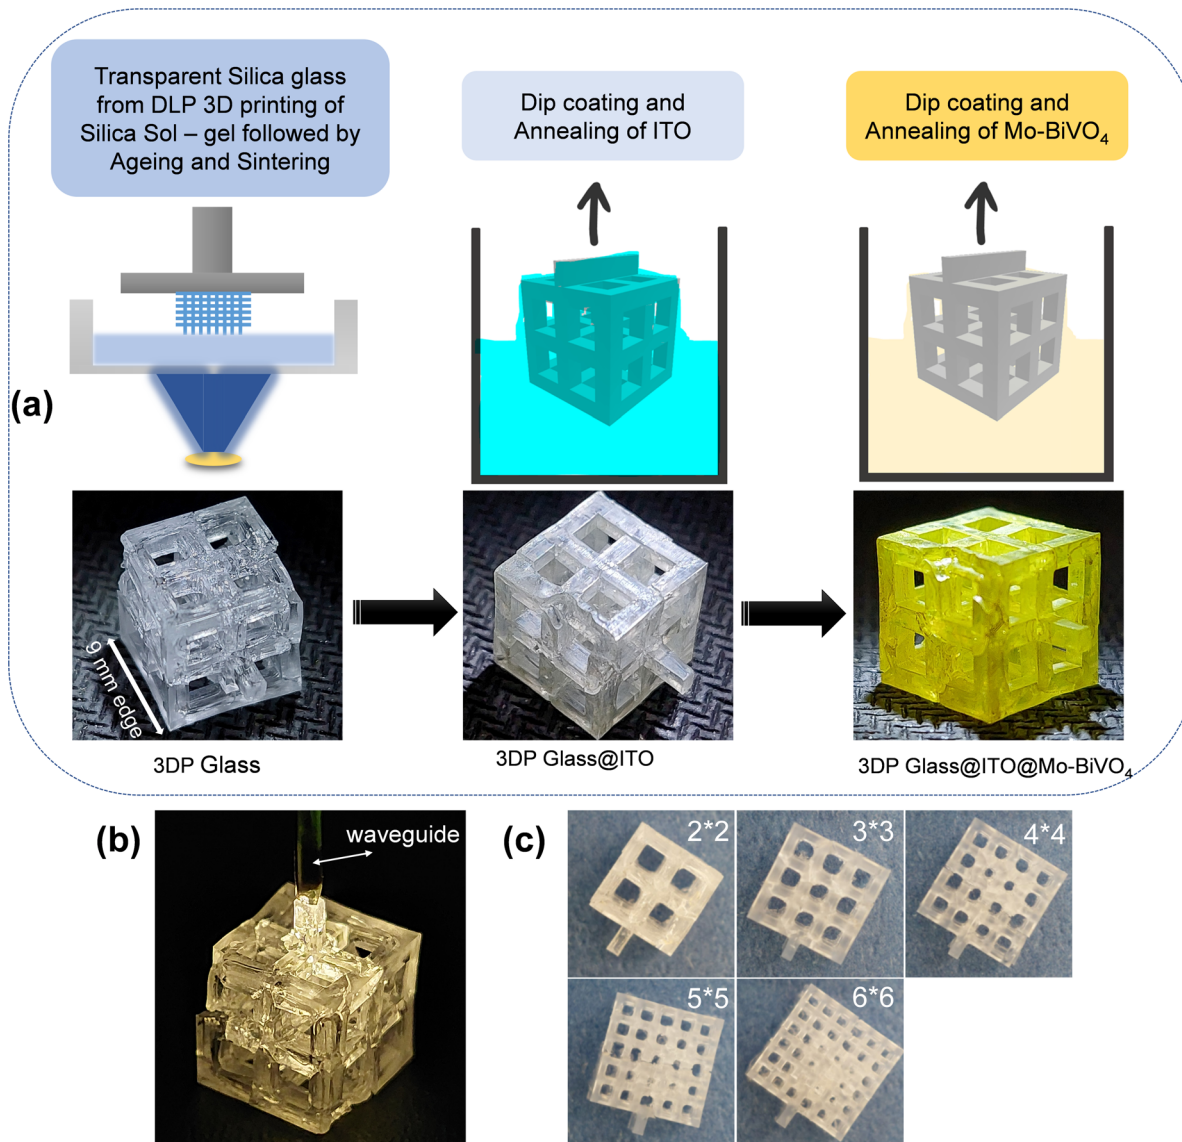 Transparent Silica glass
from DLP 3D printing of
Silica Sol – gel followed by
Ageing and Sintering
Dip coating and
Annealing of ITO
Dip coating and
Annealing of Mo-BiVO₄
(a)
9 mm edge
3DP Glass
3DP Glass@ITO
3DP Glass@ITO@Mo-BiVO₄
(b)
waveguide
(c)
2*2
3*3
4*4
5*5
6*6